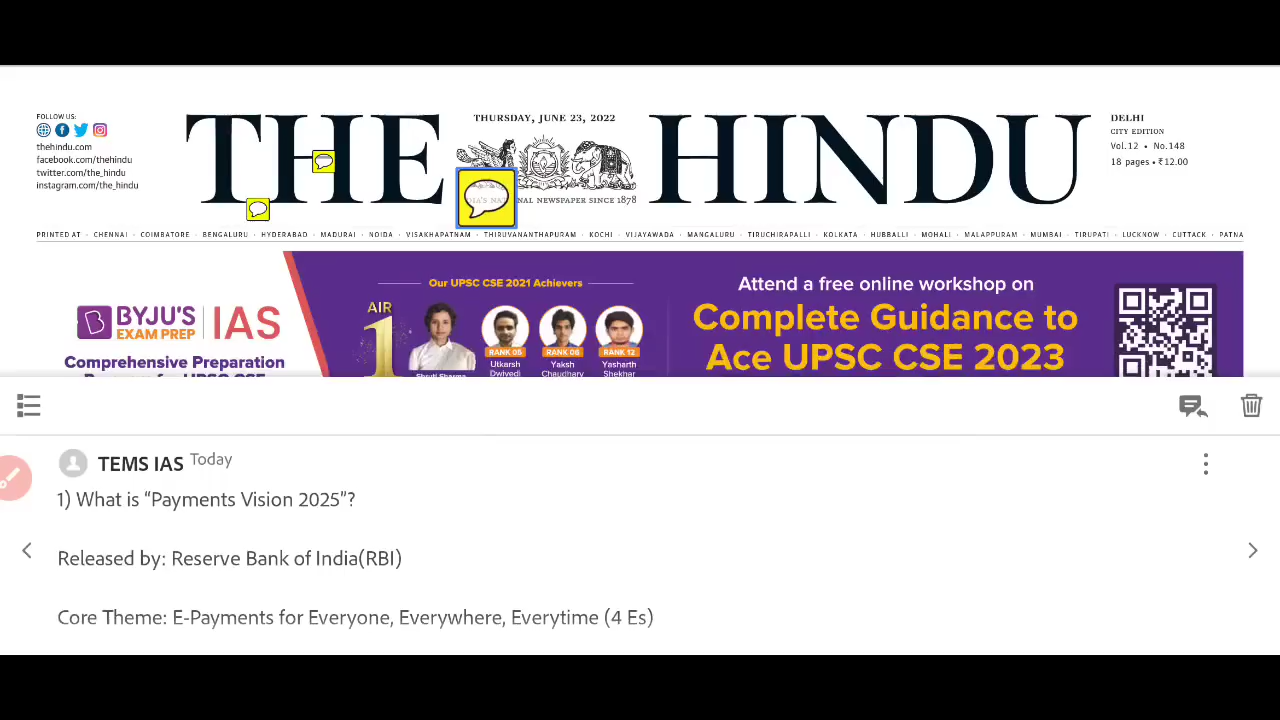 FOLLOW US:
thehindu.com
facebook.com/thehindu
twitter.com/the_hindu
instagram.com/the_hindu
THE HINDU
THURSDAY, JUNE 23, 2022
NAL NEWSPAPER SINCE 1878
DELHI
CITY EDITION
Vol.12 • No.148
18 pages • ₹12.00
PRINTED AT · CHENNAI · COIMBATORE · BENGALURU · HYDERABAD · MADURAI · NOIDA · VISAKHAPATNAM · THIRUVANANTHAPURAM · KOCHI · VIJAYAWADA · MANGALURU · TIRUCHIRAPALLI · KOLKATA · HUBBALLI · MOHALI · MALAPPURAM · MUMBAI · TIRUPATI · LUCKNOW · CUTTACK · PATNA
BYJU'S
EXAM PREP
IAS
Comprehensive Preparation
Our UPSC CSE 2021 Achievers
AIR
1
RANK 05
Utkarsh
Dwivedi
RANK 06
Yaksh
Chaudhary
RANK 12
Yasharth
Shekhar
Attend a free online workshop on
Complete Guidance to
Ace UPSC CSE 2023
TEMS IAS Today
1) What is “Payments Vision 2025”?
Released by: Reserve Bank of India(RBI)
Core Theme: E-Payments for Everyone, Everywhere, Everytime (4 Es)